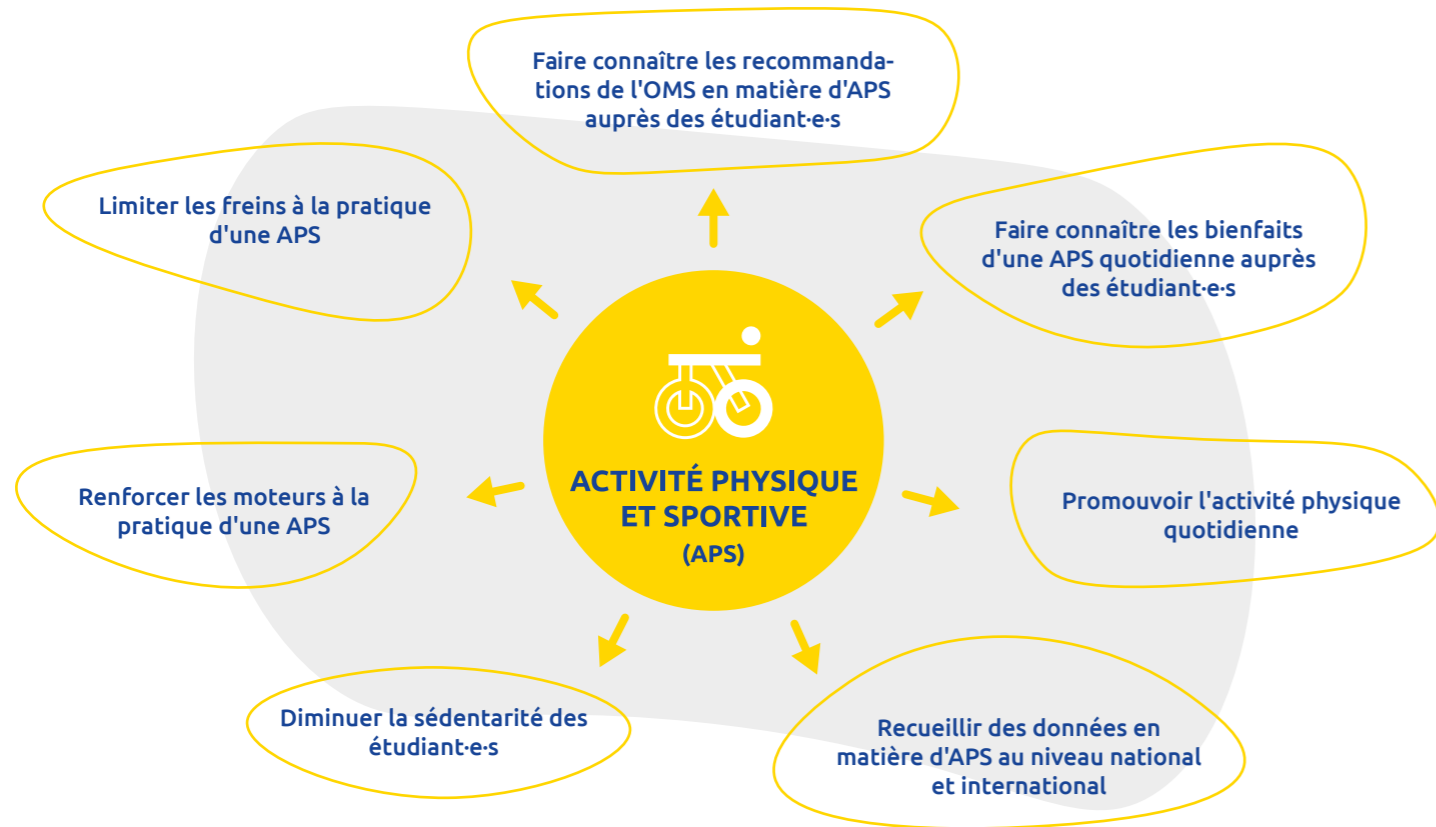 Faire connaître les recommanda-
tions de l'OMS en matière d'APS
auprès des étudiant·e·s
Limiter les freins à la pratique
d'une APS
Faire connaître les bienfaits
d'une APS quotidienne auprès
des étudiant·e·s
ACTIVITÉ PHYSIQUE
ET SPORTIVE
(APS)
Renforcer les moteurs à la
pratique d'une APS
Promouvoir l'activité physique
quotidienne
Diminuer la sédentarité des
étudiant·e·s
Recueillir des données en
matière d'APS au niveau national
et international